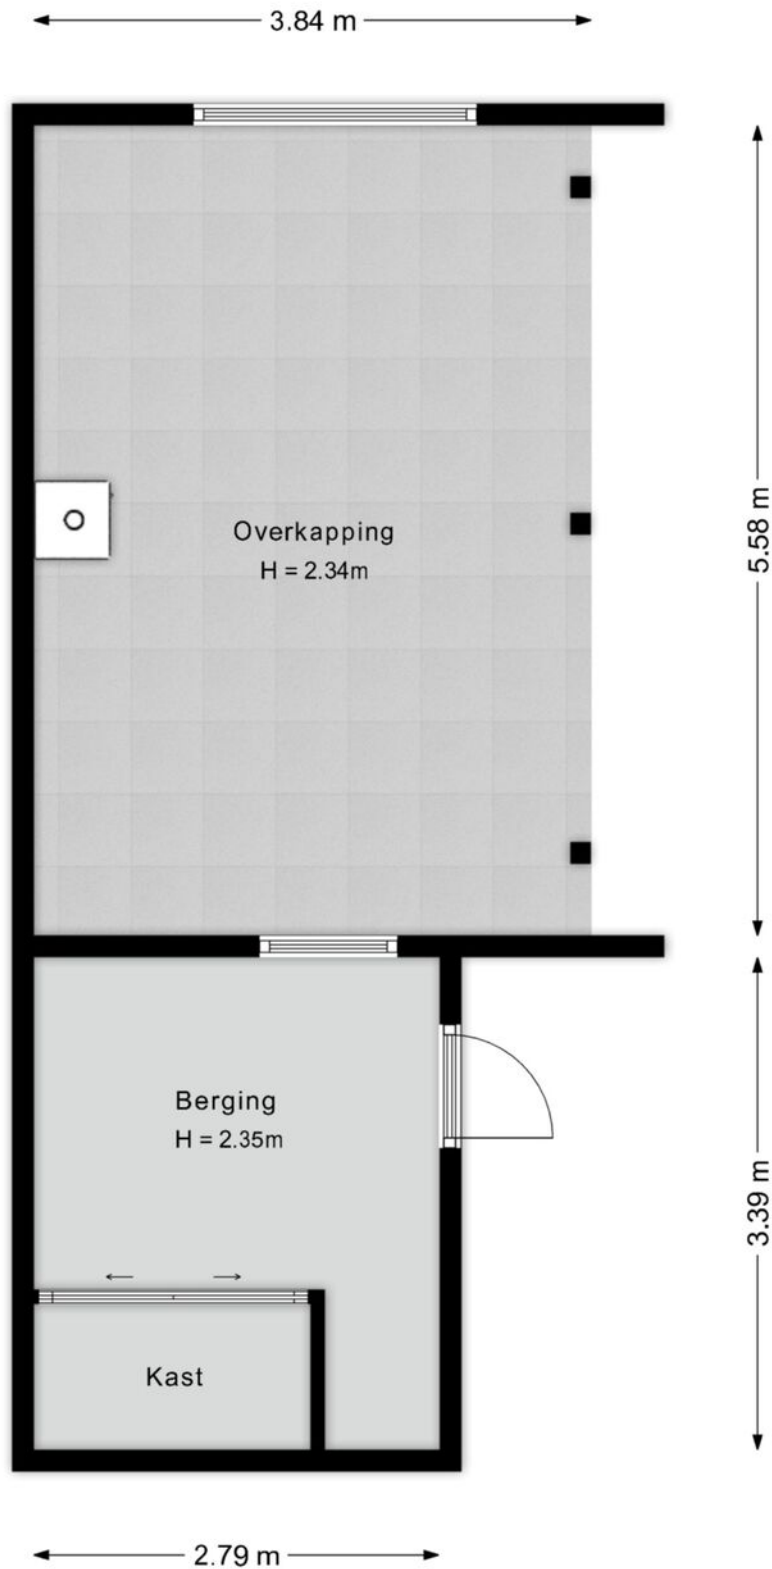 3.84 m
5.58 m
Overkapping
H = 2.34m
Berging
H = 2.35m
3.39 m
Kast
2.79 m